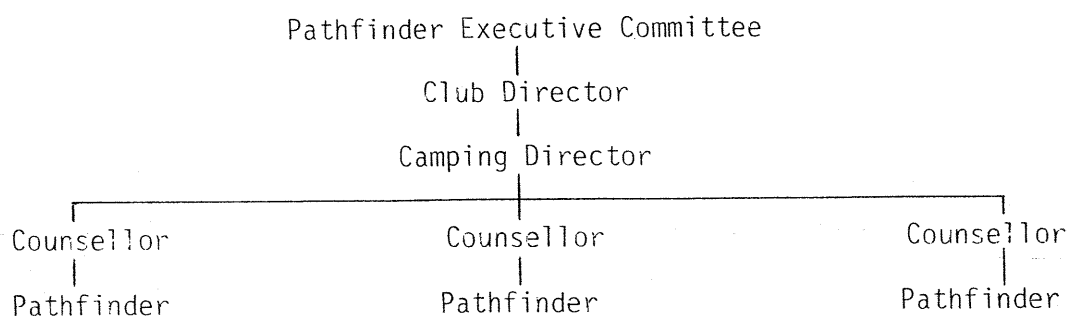 Pathfinder Executive Committee
Club Director
Camping Director
Counsellor Counsellor Counsellor
Pathfinder Pathfinder Pathfinder